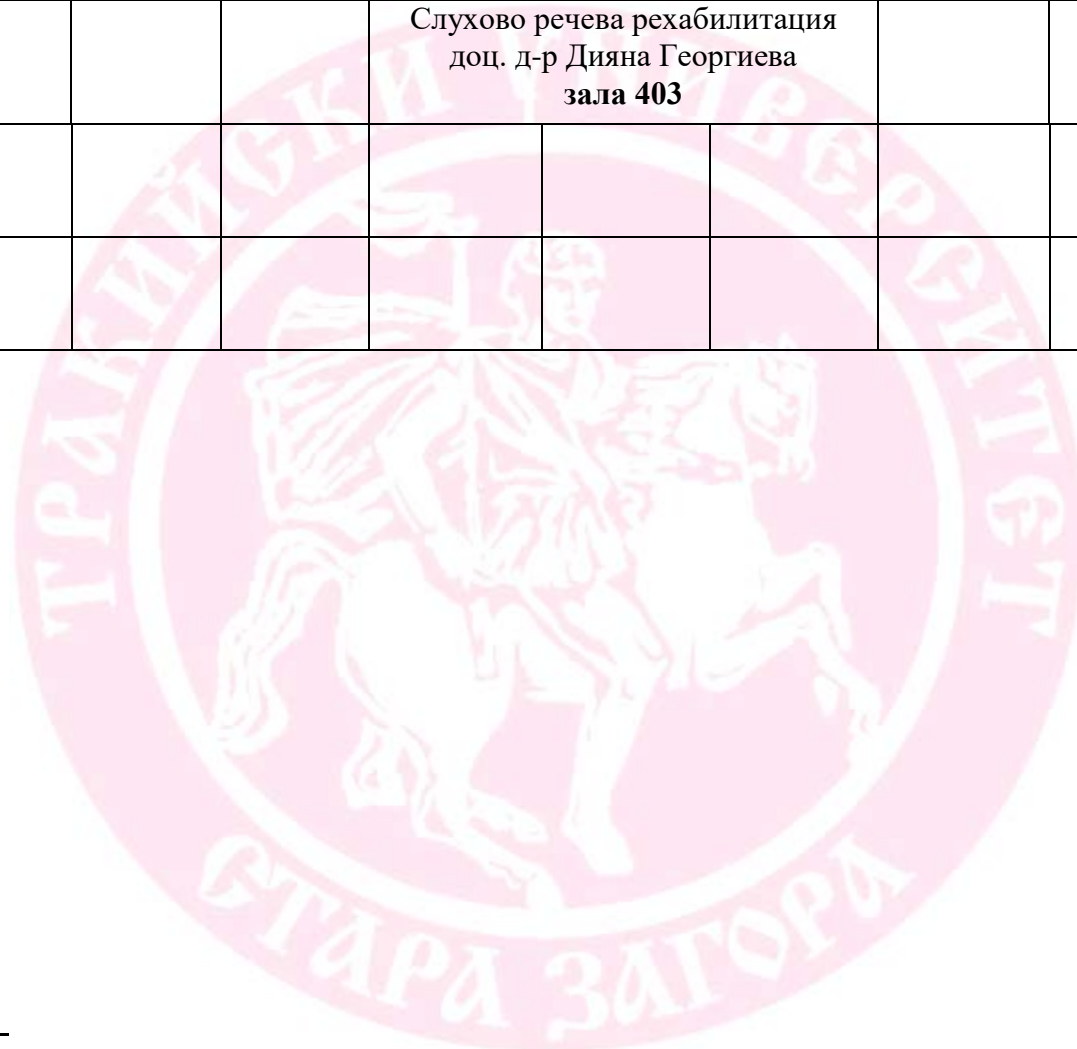 Слухово речева рехабилитация
доц. д-р Дияна Георгиева
зала 403
ТРАКИЙСКИ УНИВЕРСИТЕТ
СТАРА ЗАГОРА